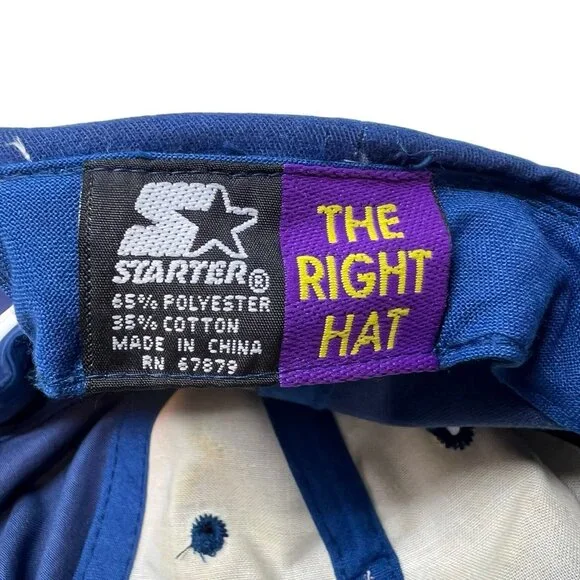 STARTER®
65% POLYESTER
35% COTTON
MADE IN CHINA
RN 67879
THE
RIGHT
HAT